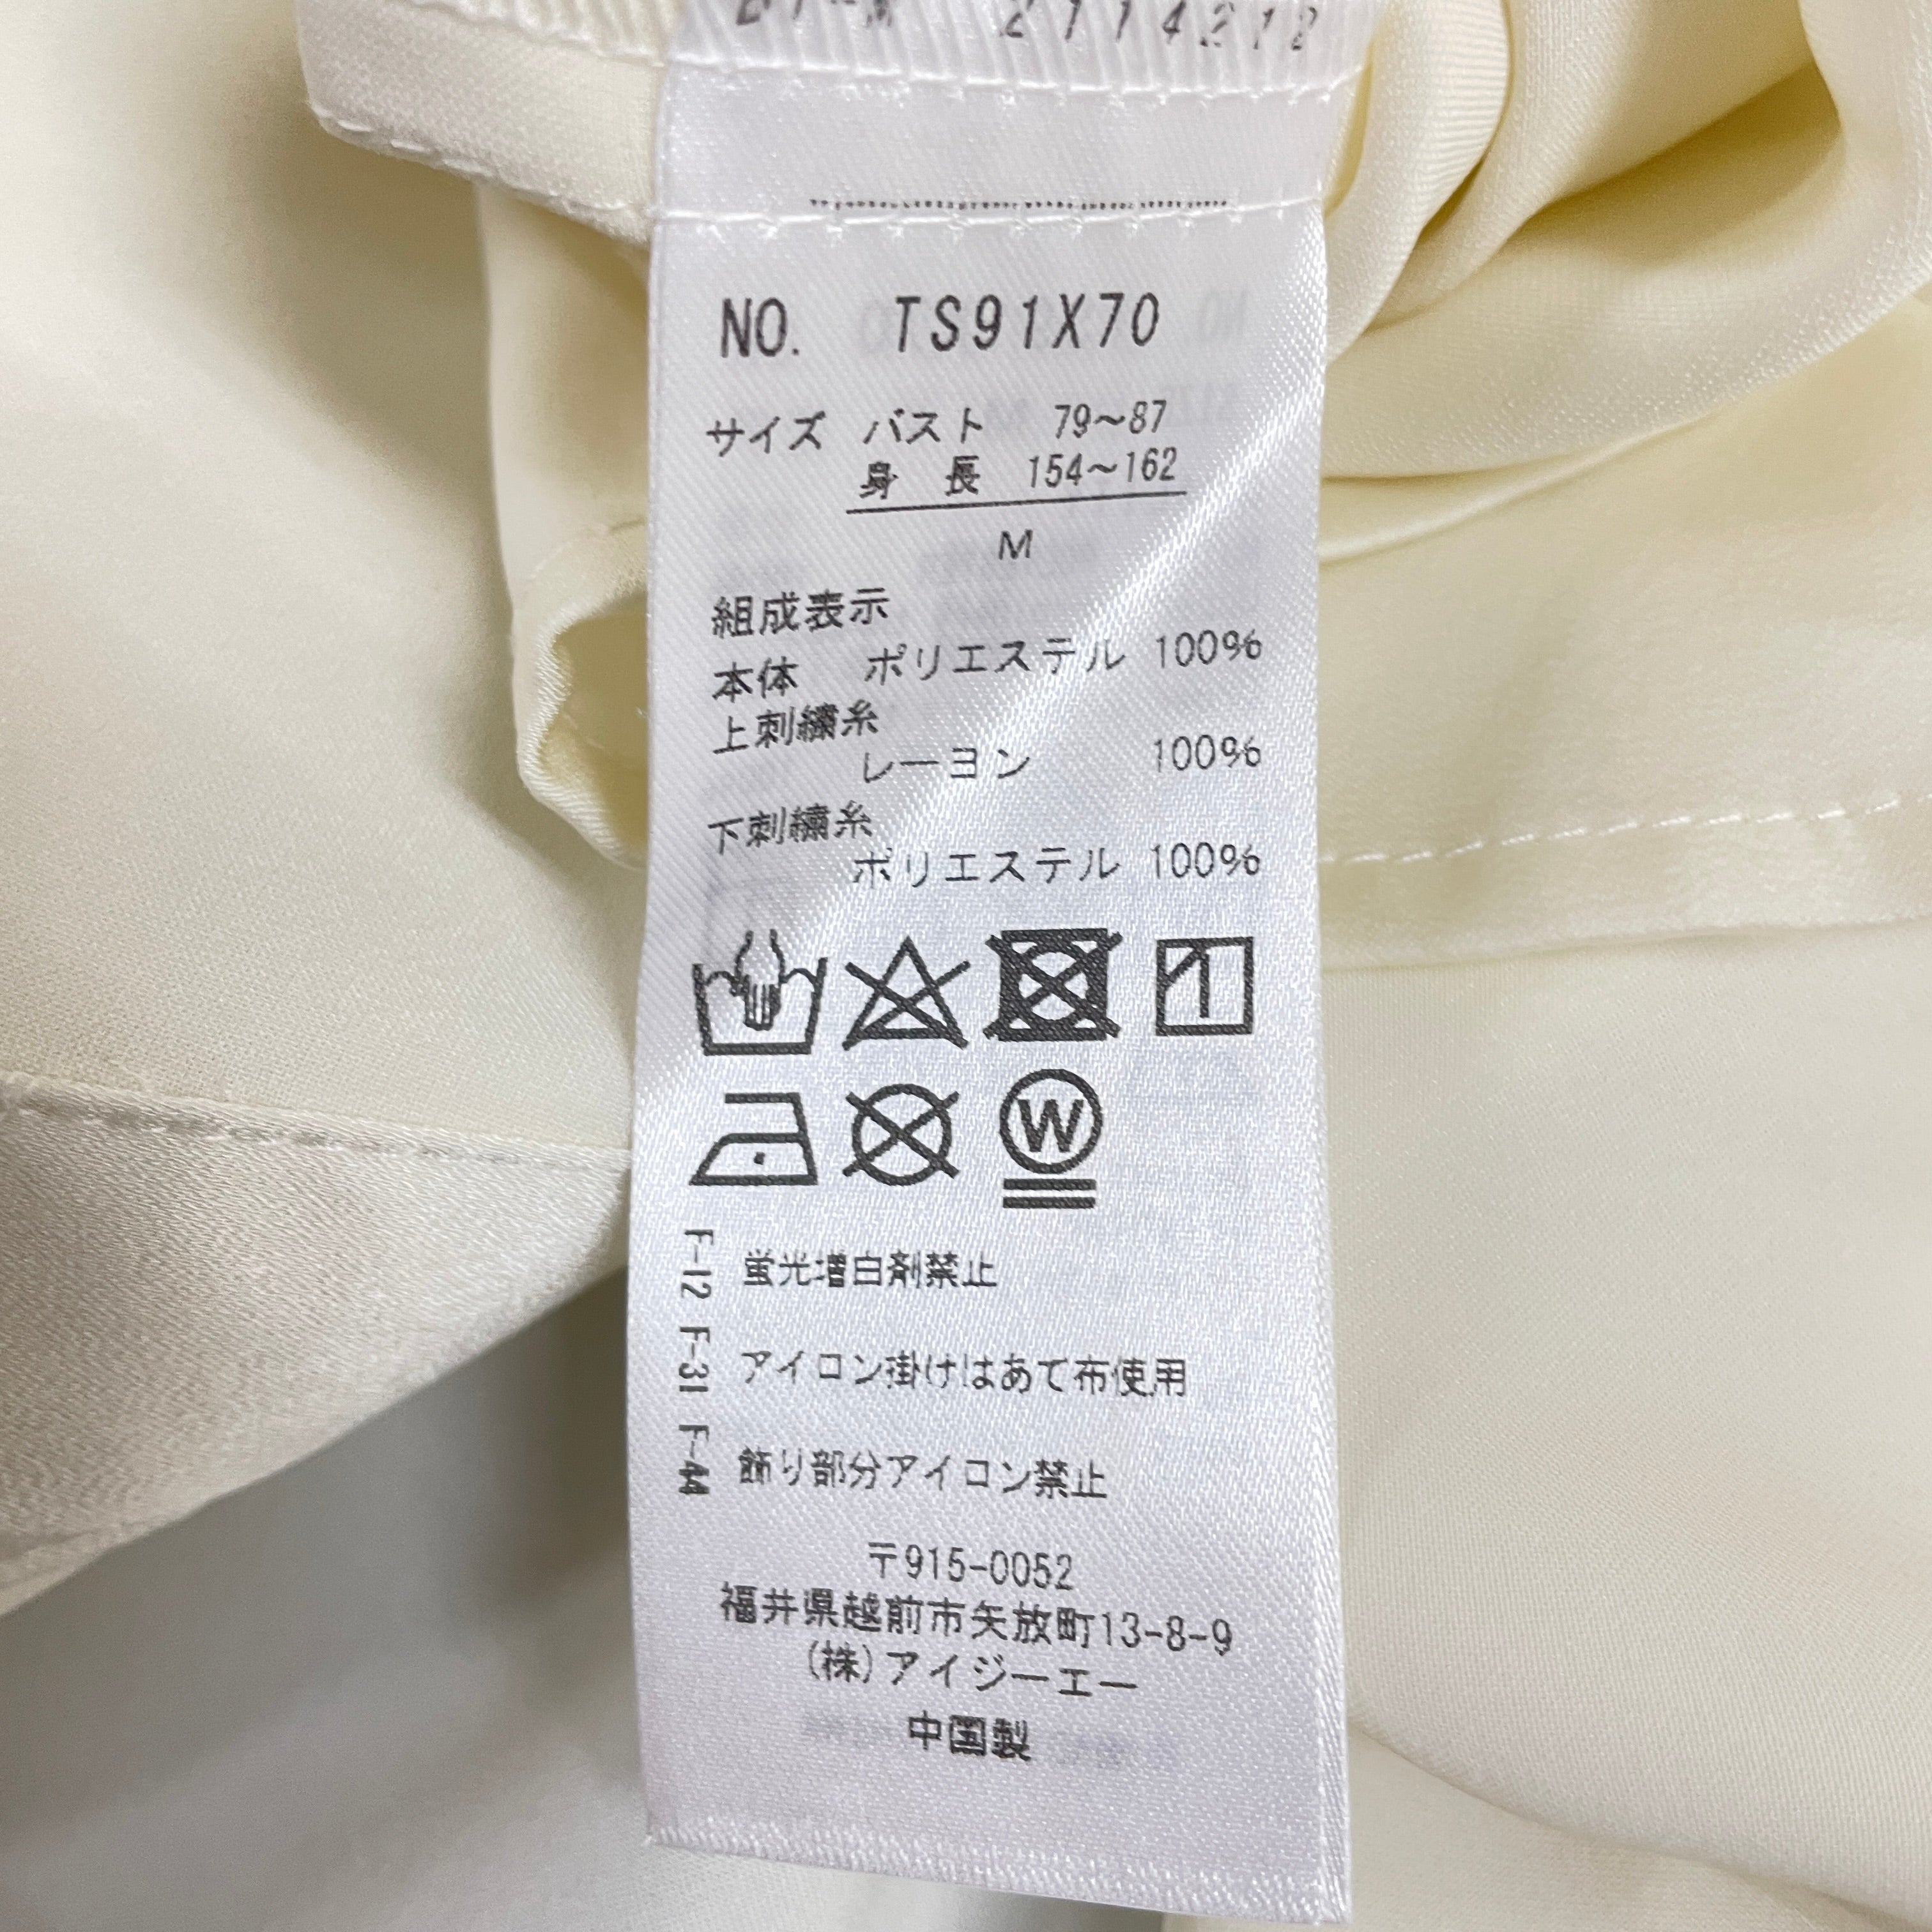 2114212
NO. TS91X70
サイズ バスト 79~87
身 長 154~162
M
組成表示
本体 ポリエステル 100%
上刺繍糸
レーヨン 100%
下刺繍糸
ポリエステル 100%
W
F-12 蛍光増白剤禁止
F-31 アイロン掛けはあて布使用
F-44 飾り部分アイロン禁止
〒915-0052
福井県越前市矢放町13-8-9
(株)アイジーエー
中国製